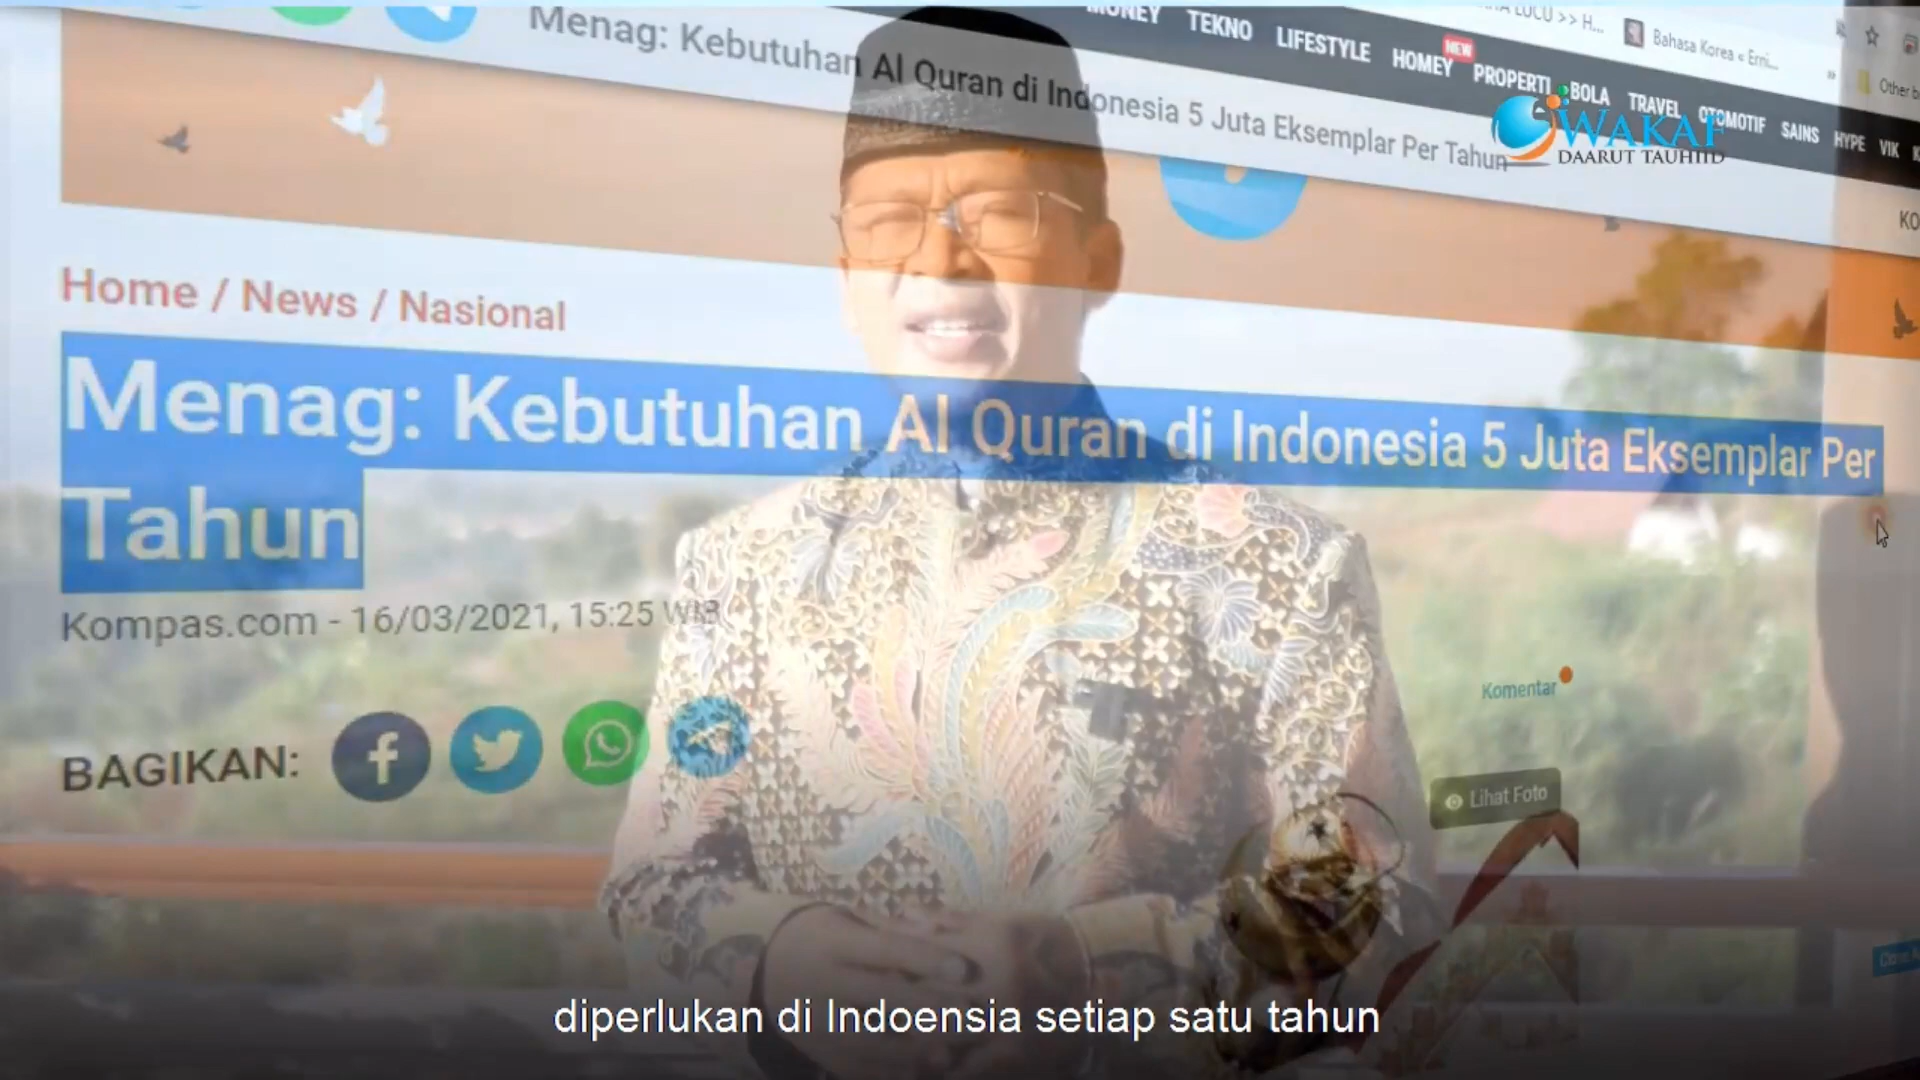 MONEY TEKNO LIFESTYLE HOMEY NEW PROPERTI BOLA TRAVEL OTOMOTIF SAINS HYPE VIK
Bahasa Korea « Erni...
»
Menag: Kebutuhan Al Quran di Indonesia 5 Juta Eksemplar Per Tahun
WAKAF
DAARUT TAUHIID
Home / News / Nasional
Menag: Kebutuhan Al Quran di Indonesia 5 Juta Eksemplar Per
Tahun
Kompas.com - 16/03/2021, 15:25 WIB
Komentar
BAGIKAN:
Lihat Foto
diperlukan di Indoensia setiap satu tahun